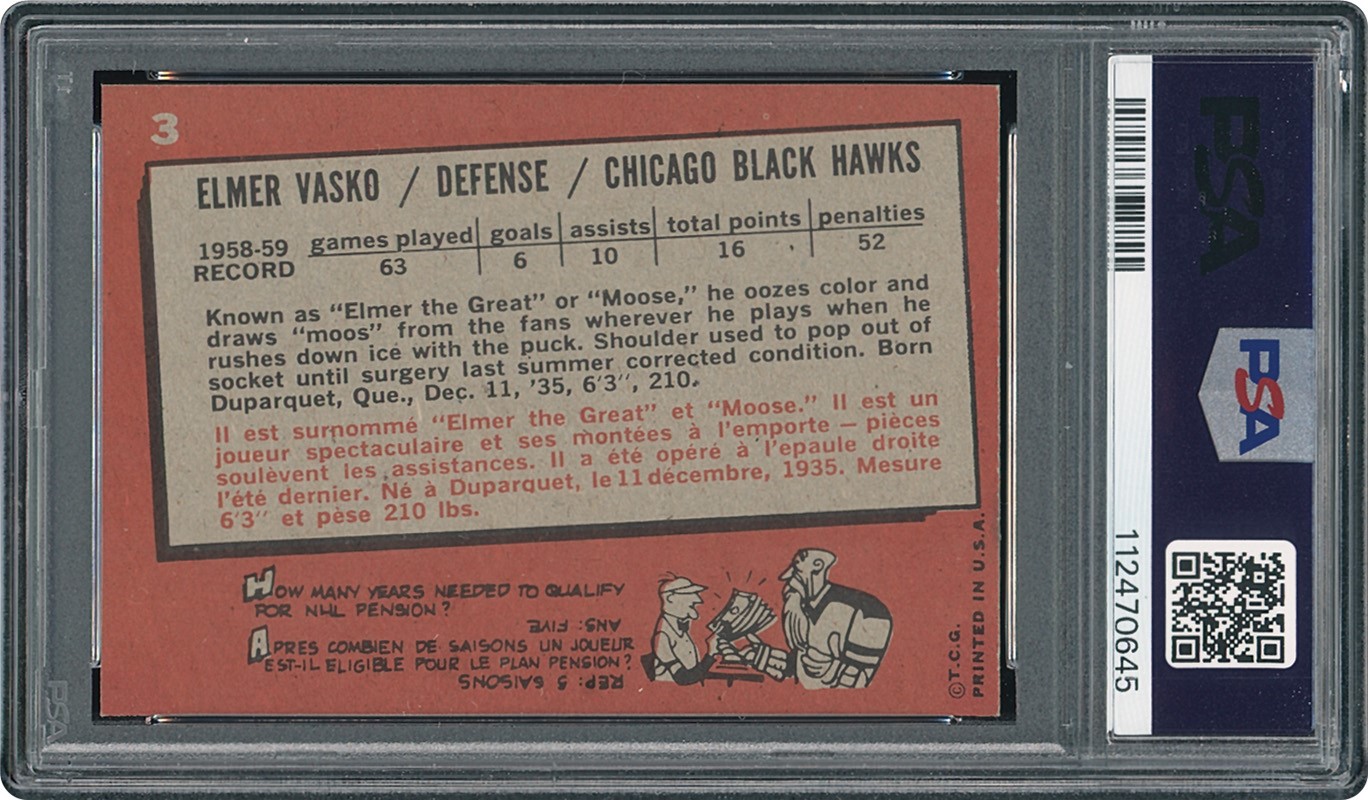 3
ELMER VASKO / DEFENSE / CHICAGO BLACK HAWKS
1958-59 RECORD games played goals assists total points penalties
63 6 10 16 52
Known as “Elmer the Great” or “Moose,” he oozes color and
draws “moos” from the fans wherever he plays when he
rushes down ice with the puck. Shoulder used to pop out of
socket until surgery last summer corrected condition. Born
Duparquet, Que., Dec. 11, ’35, 6’3”, 210.
Il est surnommé “Elmer the Great” et “Moose.” Il est un
joueur spectaculaire et ses montées à l’emporte — pièces
soulèvent les assistances. Il a été opéré à l’epaule droite
l’été dernier. Né à Duparquet, le 11 décembre, 1935. Mesure
6’3” et pèse 210 lbs.
HOW MANY YEARS NEEDED TO QUALIFY
FOR NHL PENSION?
ANS: FIVE
APRES COMBIEN DE SAISONS UN JOUEUR
EST-IL ELIGIBLE POUR LE PLAN PENSION?
REP: 5 SAISONS
©T.C.G.
PRINTED IN U.S.A.
PSA
PSA
112470645
PSA